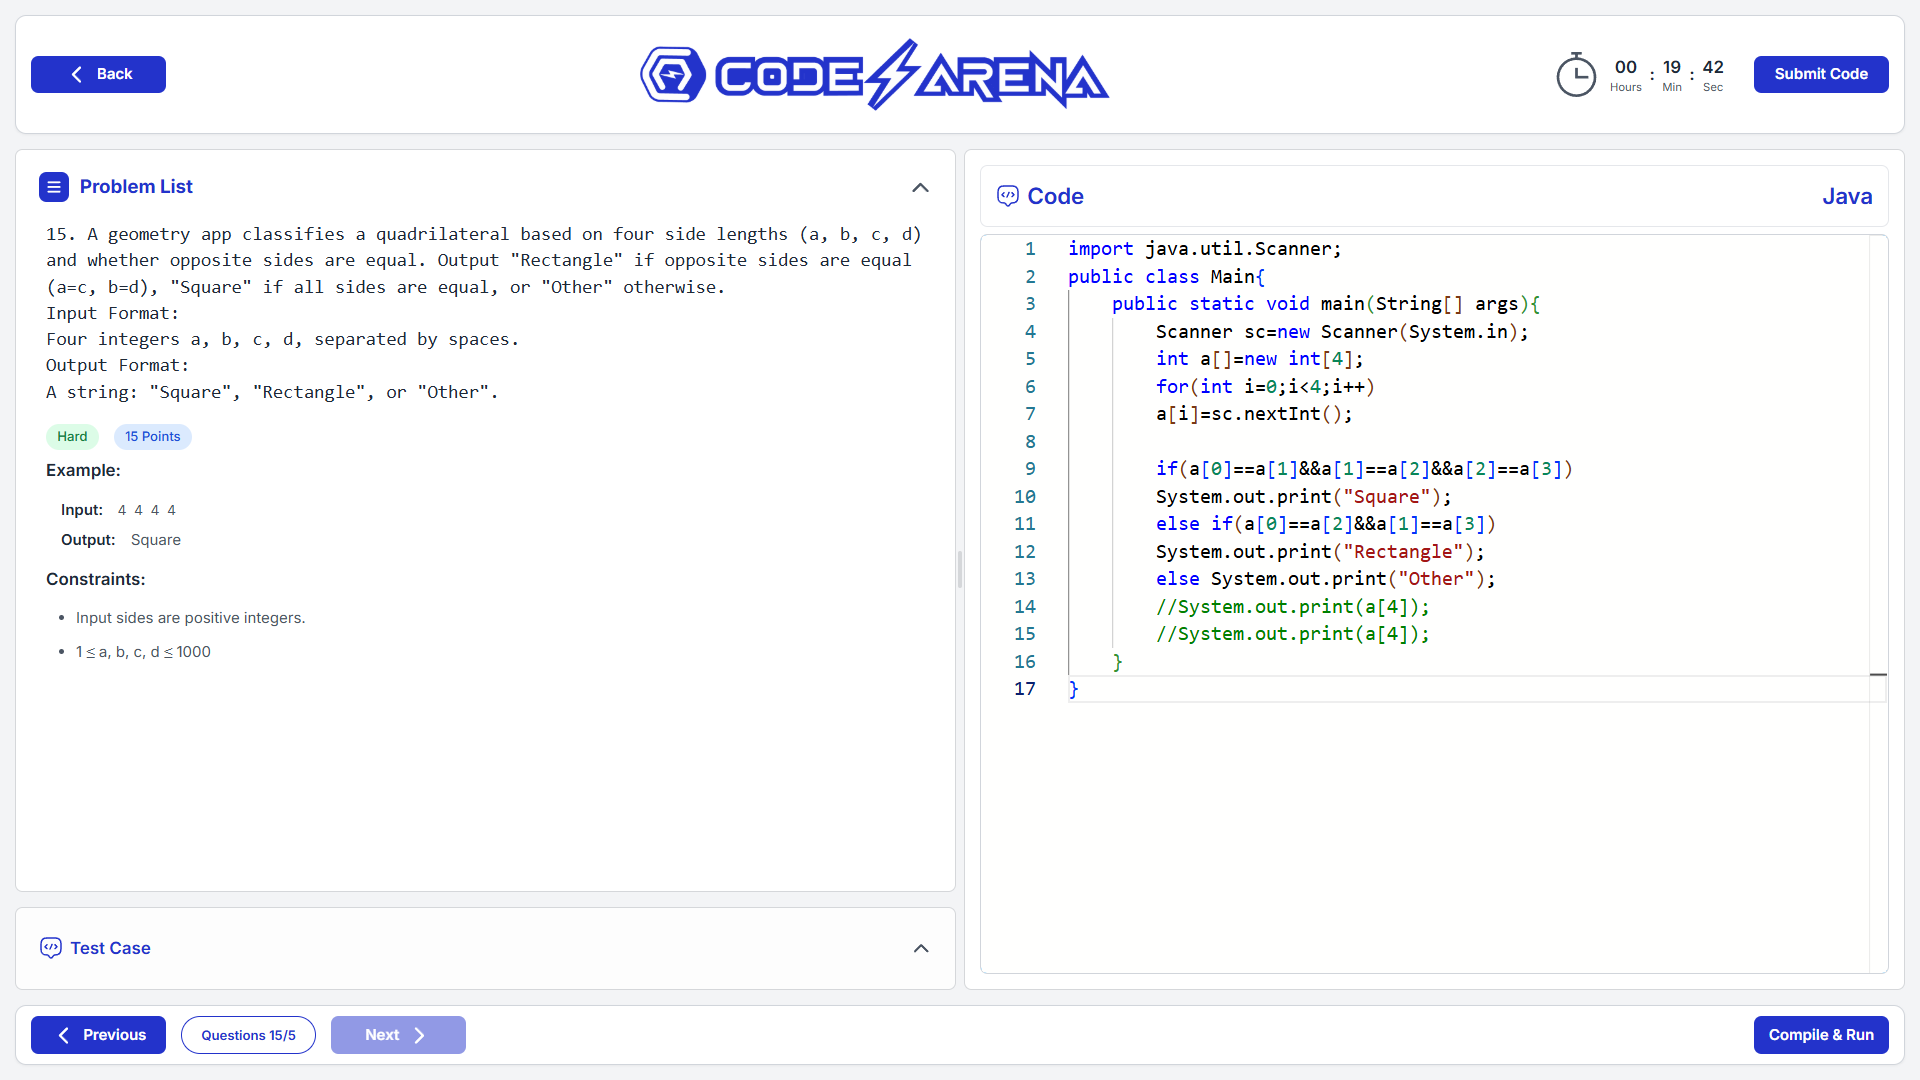 Back
CODE ARENA
00 : 19 : 42
Hours Min Sec
Submit Code
Problem List
15. A geometry app classifies a quadrilateral based on four side lengths (a, b, c, d)
and whether opposite sides are equal. Output "Rectangle" if opposite sides are equal
(a=c, b=d), "Square" if all sides are equal, or "Other" otherwise.
Input Format:
Four integers a, b, c, d, separated by spaces.
Output Format:
A string: "Square", "Rectangle", or "Other".
Hard 15 Points
Example:
Input: 4 4 4 4
Output: Square
Constraints:
• Input sides are positive integers.
• 1 ≤ a, b, c, d ≤ 1000
Test Case
Code Java
1 import java.util.Scanner;
2 public class Main{
3 public static void main(String[] args){
4 Scanner sc=new Scanner(System.in);
5 int a[]=new int[4];
6 for(int i=0;i<4;i++)
7 a[i]=sc.nextInt();
8
9 if(a[0]==a[1]&&a[1]==a[2]&&a[2]==a[3])
10 System.out.print("Square");
11 else if(a[0]==a[2]&&a[1]==a[3])
12 System.out.print("Rectangle");
13 else System.out.print("Other");
14 //System.out.print(a[4]);
15 //System.out.print(a[4]);
16 }
17 }
Previous
Questions 15/5
Next
Compile & Run